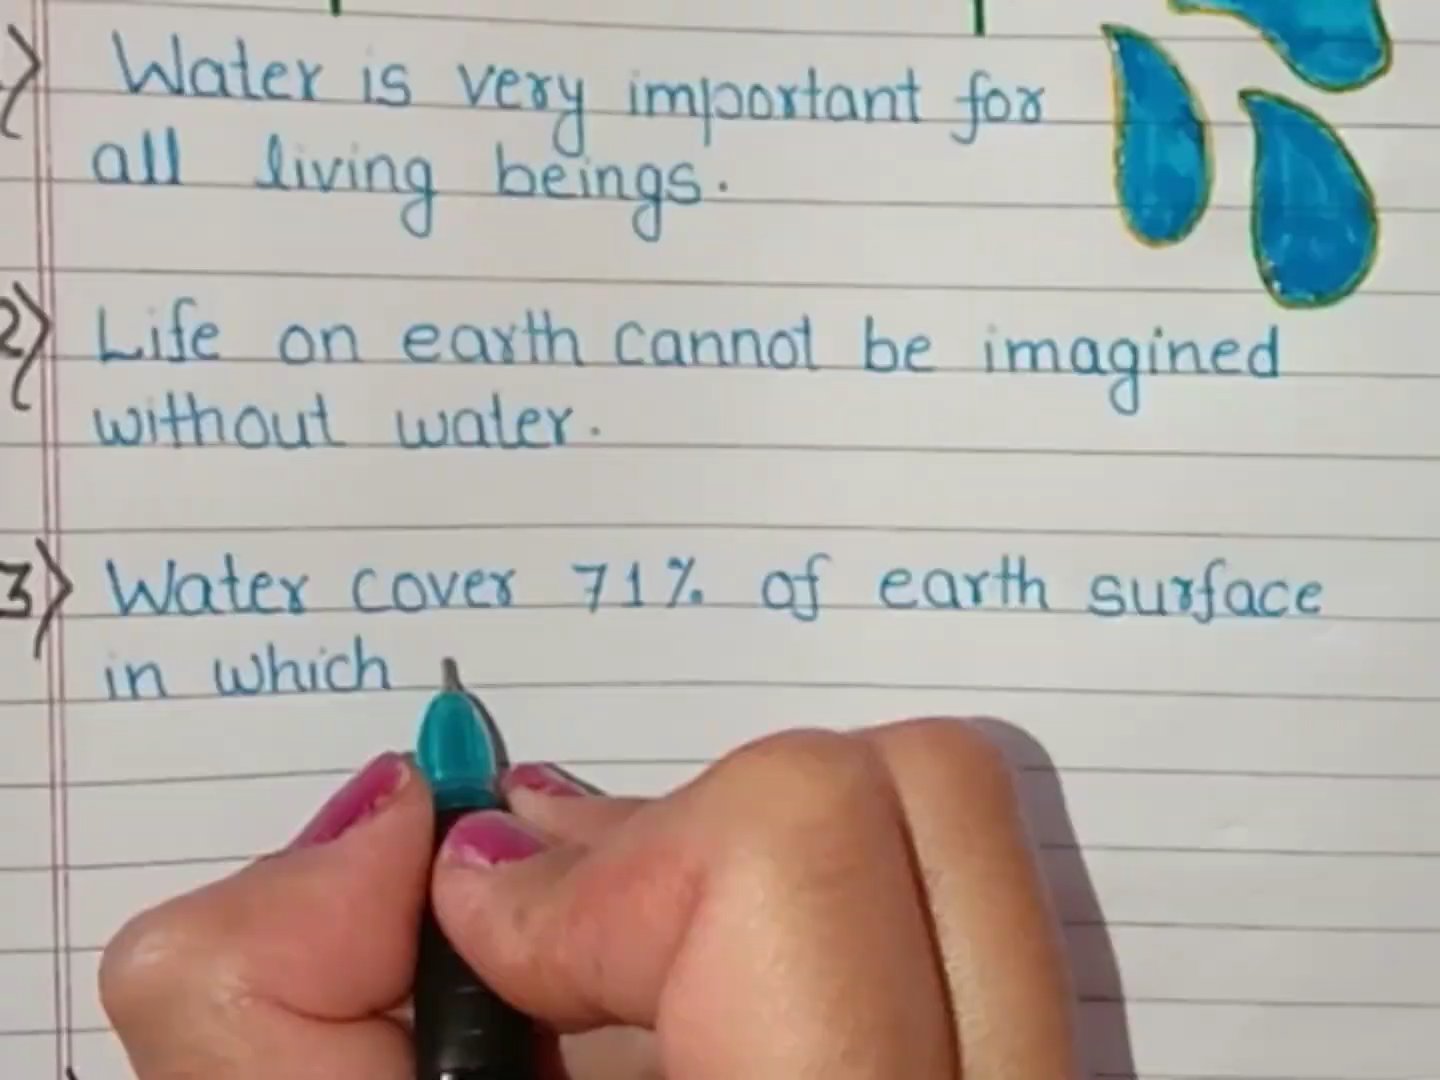 ) Water is very important for
all living beings.
2) Life on earth cannot be imagined
without water.
3) Water cover 71% of earth surface
in which